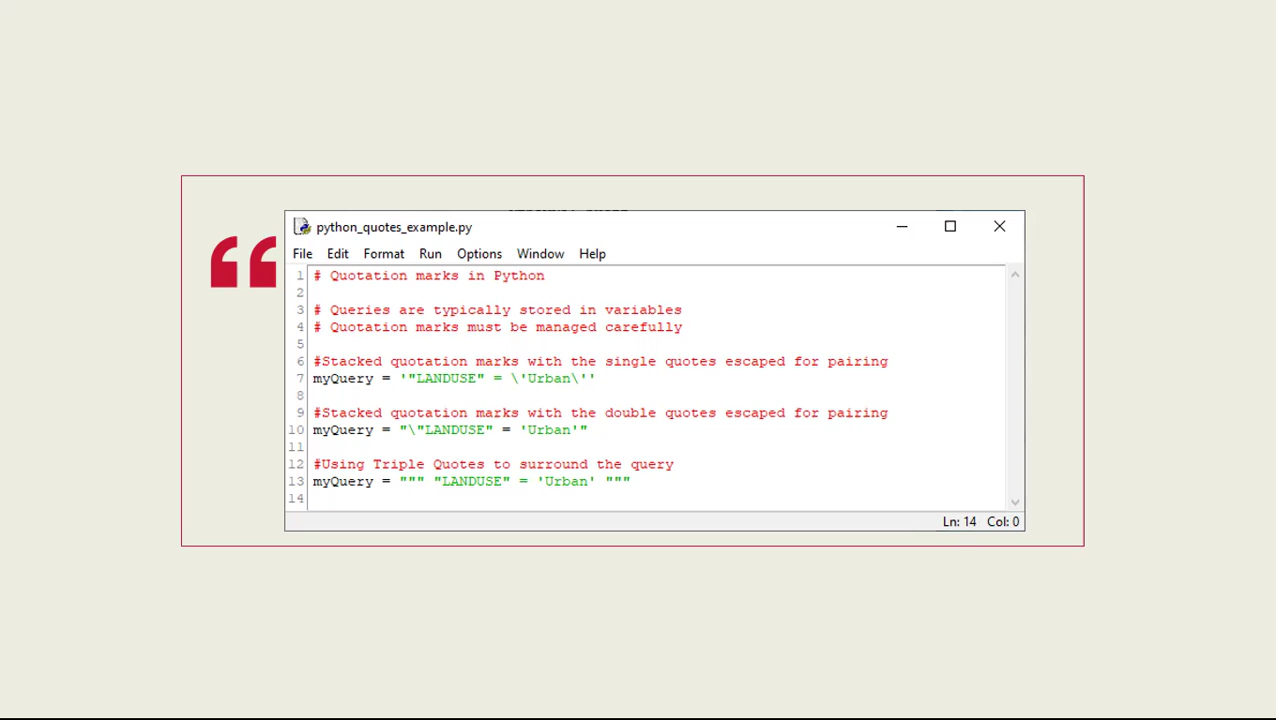 python_quotes_example.py
File Edit Format Run Options Window Help
1 # Quotation marks in Python
2
3 # Queries are typically stored in variables
4 # Quotation marks must be managed carefully
5
6 #Stacked quotation marks with the single quotes escaped for pairing
7 myQuery = '"LANDUSE" = \'Urban\''
8
9 #Stacked quotation marks with the double quotes escaped for pairing
10 myQuery = "\"LANDUSE" = 'Urban'"
11
12 #Using Triple Quotes to surround the query
13 myQuery = """ "LANDUSE" = 'Urban' """
14
Ln: 14 Col: 0